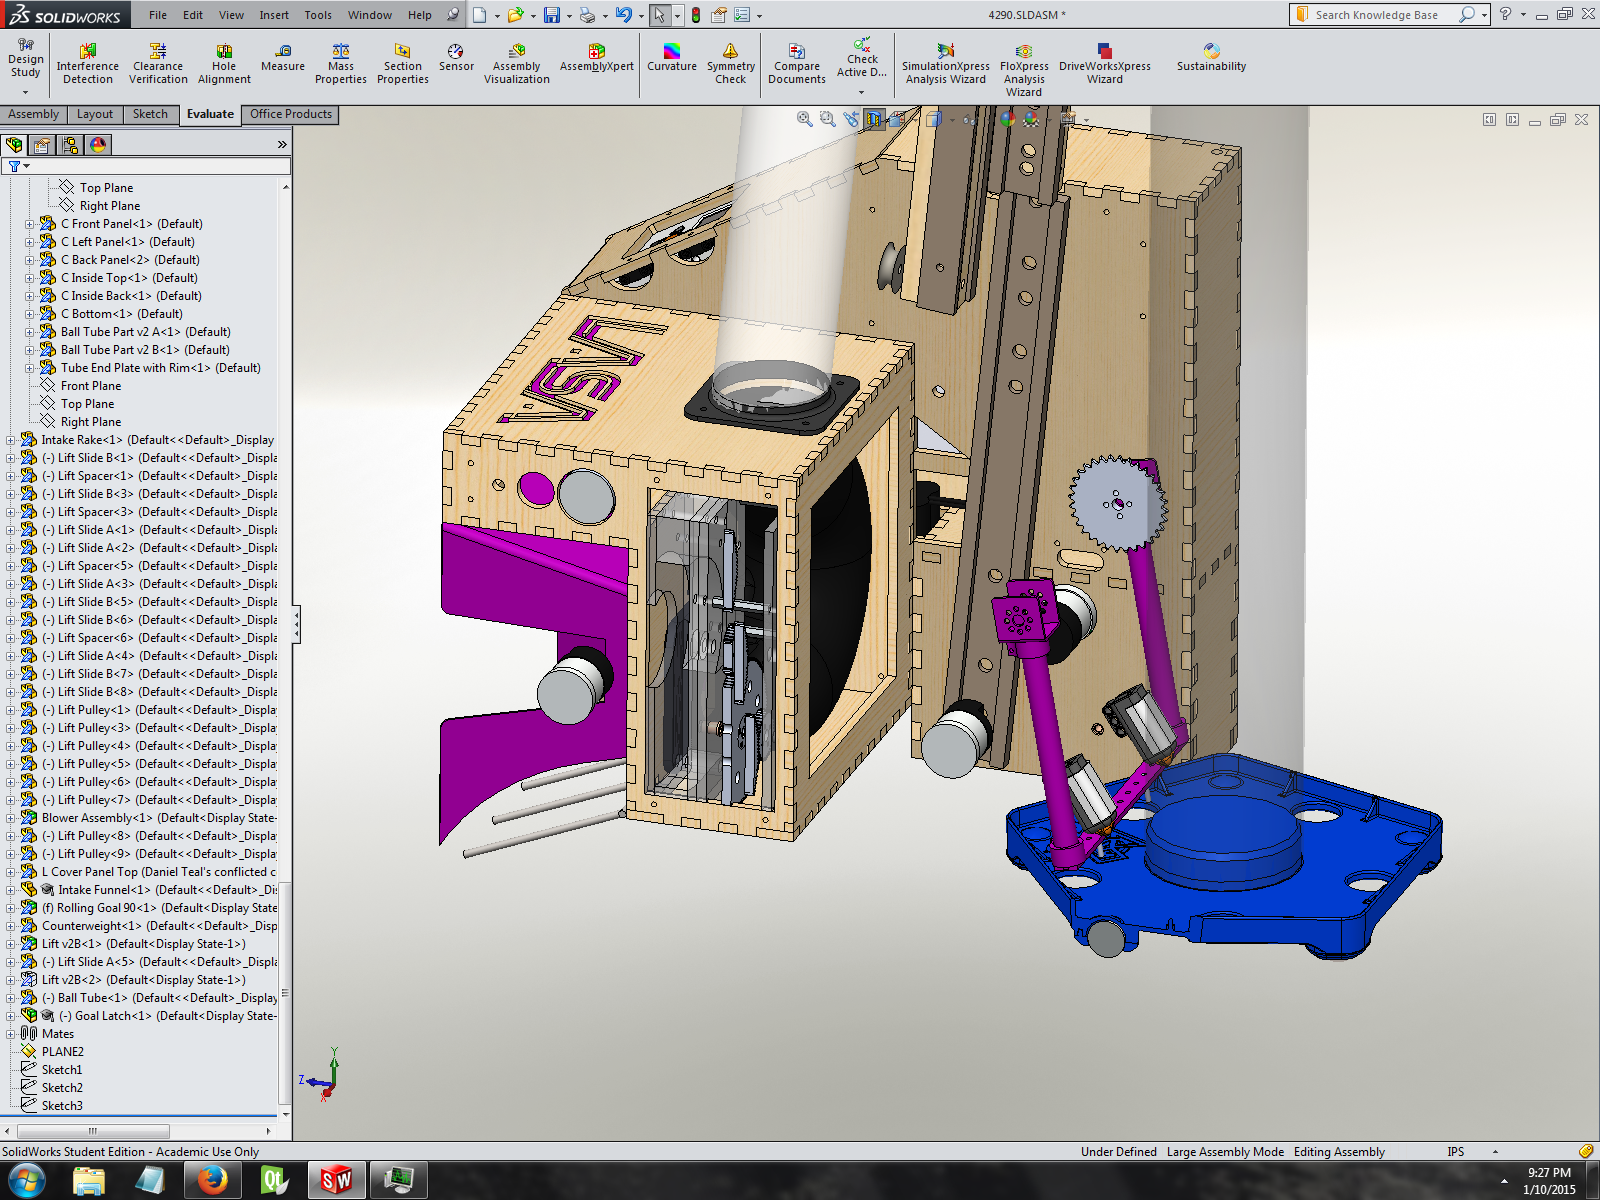 SOLIDWORKS
File Edit View Insert Tools Window Help
4290.SLDASM *
Search Knowledge Base
Design Study
Interference Detection
Clearance Verification
Hole Alignment
Measure
Mass Properties
Section Properties
Sensor
Assembly Visualization
AssemblyXpert
Curvature
Symmetry Check
Compare Documents
Check Active D...
SimulationXpress Analysis Wizard
FloXpress Analysis Wizard
DriveWorksXpress Wizard
Sustainability
Assembly Layout Sketch Evaluate Office Products
Top Plane
Right Plane
C Front Panel<1> (Default)
C Left Panel<1> (Default)
C Back Panel<2> (Default)
C Inside Top<1> (Default)
C Inside Back<1> (Default)
C Bottom<1> (Default)
Ball Tube Part v2 A<1> (Default)
Ball Tube Part v2 B<1> (Default)
Tube End Plate with Rim<1> (Default)
Front Plane
Top Plane
Right Plane
Intake Rake<1> (Default<<Default>_Display
(-) Lift Slide B<1> (Default<<Default>_Displa
(-) Lift Spacer<1> (Default<<Default>_Displa
(-) Lift Slide B<3> (Default<<Default>_Displa
(-) Lift Spacer<3> (Default<<Default>_Displa
(-) Lift Slide A<1> (Default<<Default>_Displa
(-) Lift Slide A<2> (Default<<Default>_Displa
(-) Lift Spacer<5> (Default<<Default>_Displa
(-) Lift Slide A<3> (Default<<Default>_Displa
(-) Lift Slide B<5> (Default<<Default>_Displa
(-) Lift Slide B<6> (Default<<Default>_Displa
(-) Lift Spacer<6> (Default<<Default>_Displa
(-) Lift Slide A<4> (Default<<Default>_Displa
(-) Lift Slide B<7> (Default<<Default>_Displa
(-) Lift Slide B<8> (Default<<Default>_Displa
(-) Lift Pulley<1> (Default<<Default>_Displa
(-) Lift Pulley<3> (Default<<Default>_Displa
(-) Lift Pulley<4> (Default<<Default>_Displa
(-) Lift Pulley<5> (Default<<Default>_Displa
(-) Lift Pulley<6> (Default<<Default>_Displa
(-) Lift Pulley<7> (Default<<Default>_Displa
Blower Assembly<1> (Default<Display State-
(-) Lift Pulley<8> (Default<<Default>_Displa
(-) Lift Pulley<9> (Default<<Default>_Displa
L Cover Panel Top (Daniel Teal's conflicted c
Intake Funnel<1> (Default<<Default>_Dis
(f) Rolling Goal 90<1> (Default<Display State
Counterweight<1> (Default<<Default>_Disp
Lift v2B<1> (Default<Display State-1>)
(-) Lift Slide A<5> (Default<<Default>_Displa
Lift v2B<2> (Default<Display State-1>)
(-) Ball Tube<1> (Default<<Default>_Display
(-) Goal Latch<1> (Default<Display State-
Mates
PLANE2
Sketch1
Sketch2
Sketch3
Y
Z
X
SolidWorks Student Edition - Academic Use Only
Under Defined Large Assembly Mode Editing Assembly IPS
Qt
SW
9:27 PM
1/10/2015